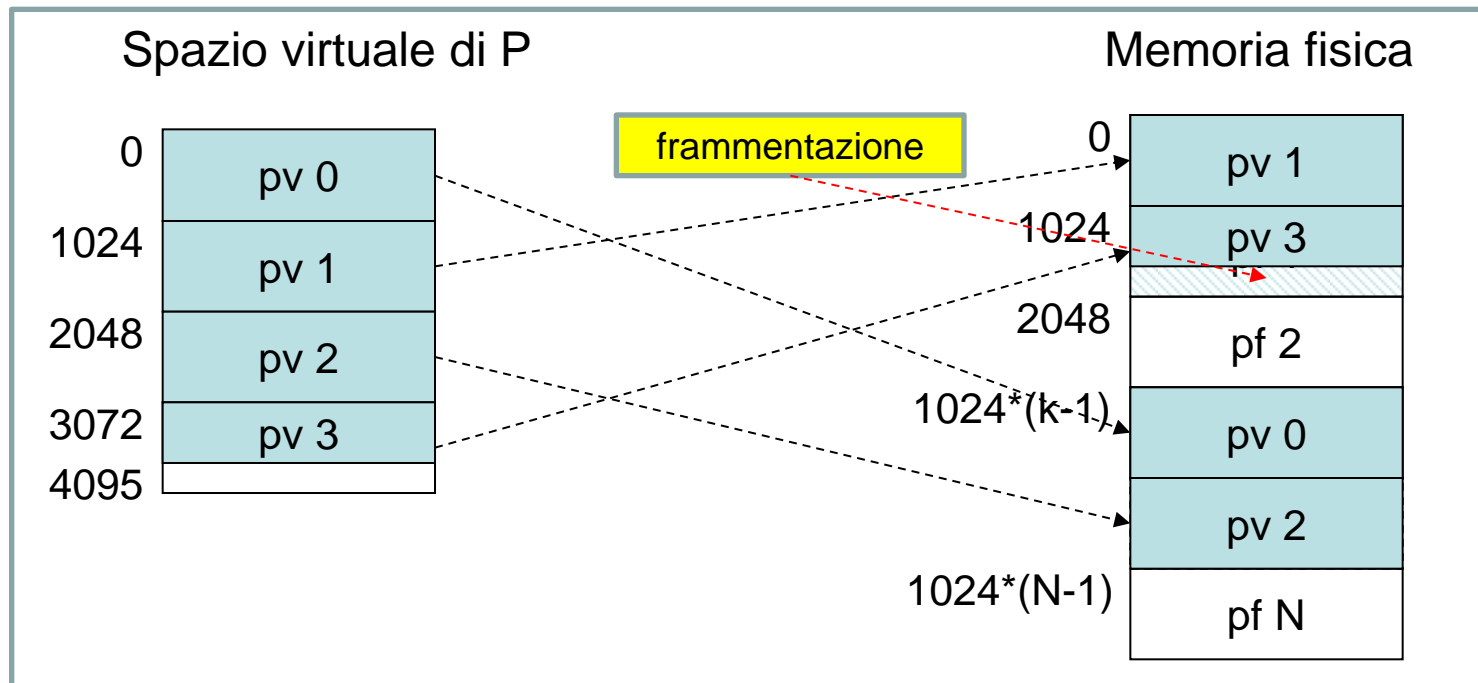 Spazio virtuale di P
Memoria fisica
frammentazione
0
pv 0
1024
pv 1
2048
pv 2
3072
pv 3
4095
0
pv 1
1024
pv 3
2048
pf 2
1024*(k-1)
pv 0
pv 2
1024*(N-1)
pf N